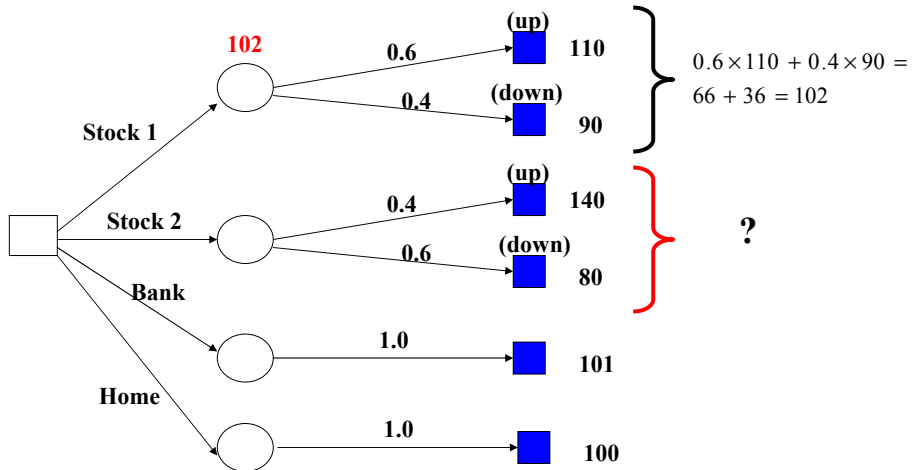 102
0.6
(up)
110
0.6 × 110 + 0.4 × 90 =
66 + 36 = 102
0.4
(down)
90
Stock 1
(up)
140
0.4
Stock 2
?
0.6
(down)
80
Bank
1.0
101
Home
1.0
100